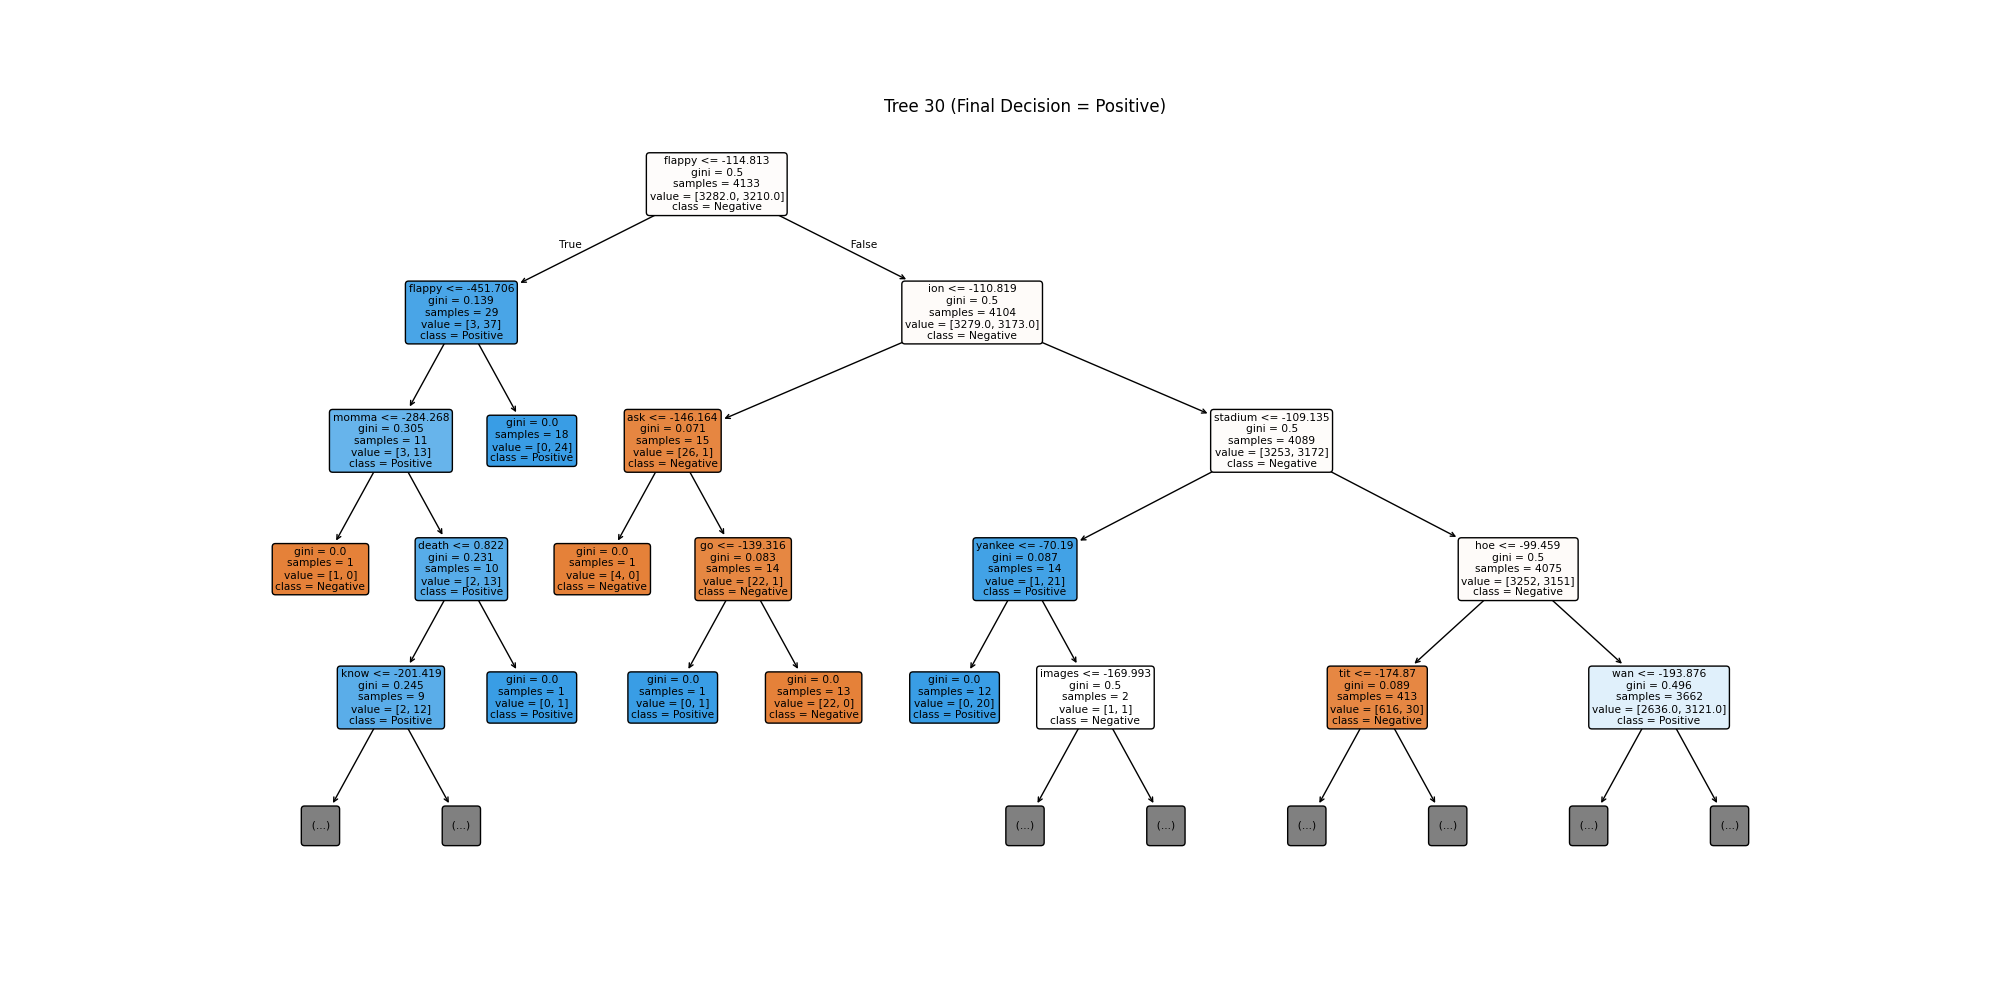 Tree 30 (Final Decision = Positive)
flappy <= -114.813
gini = 0.5
samples = 4133
value = [3282.0, 3210.0]
class = Negative
True
False
flappy <= -451.706
gini = 0.139
samples = 29
value = [3, 37]
class = Positive
ion <= -110.819
gini = 0.5
samples = 4104
value = [3279.0, 3173.0]
class = Negative
momma <= -284.268
gini = 0.305
samples = 11
value = [3, 13]
class = Positive
gini = 0.0
samples = 18
value = [0, 24]
class = Positive
ask <= -146.164
gini = 0.071
samples = 15
value = [26, 1]
class = Negative
stadium <= -109.135
gini = 0.5
samples = 4089
value = [3253, 3172]
class = Negative
gini = 0.0
samples = 1
value = [1, 0]
class = Negative
death <= 0.822
gini = 0.231
samples = 10
value = [2, 13]
class = Positive
gini = 0.0
samples = 1
value = [4, 0]
class = Negative
go <= -139.316
gini = 0.083
samples = 14
value = [22, 1]
class = Negative
yankee <= -70.19
gini = 0.087
samples = 14
value = [1, 21]
class = Positive
hoe <= -99.459
gini = 0.5
samples = 4075
value = [3252, 3151]
class = Negative
know <= -201.419
gini = 0.245
samples = 9
value = [2, 12]
class = Positive
gini = 0.0
samples = 1
value = [0, 1]
class = Positive
gini = 0.0
samples = 1
value = [0, 1]
class = Positive
gini = 0.0
samples = 13
value = [22, 0]
class = Negative
gini = 0.0
samples = 12
value = [0, 20]
class = Positive
images <= -169.993
gini = 0.5
samples = 2
value = [1, 1]
class = Negative
tit <= -174.87
gini = 0.089
samples = 413
value = [616, 30]
class = Negative
wan <= -193.876
gini = 0.496
samples = 3662
value = [2636.0, 3121.0]
class = Positive
(...)
(...)
(...)
(...)
(...)
(...)
(...)
(...)